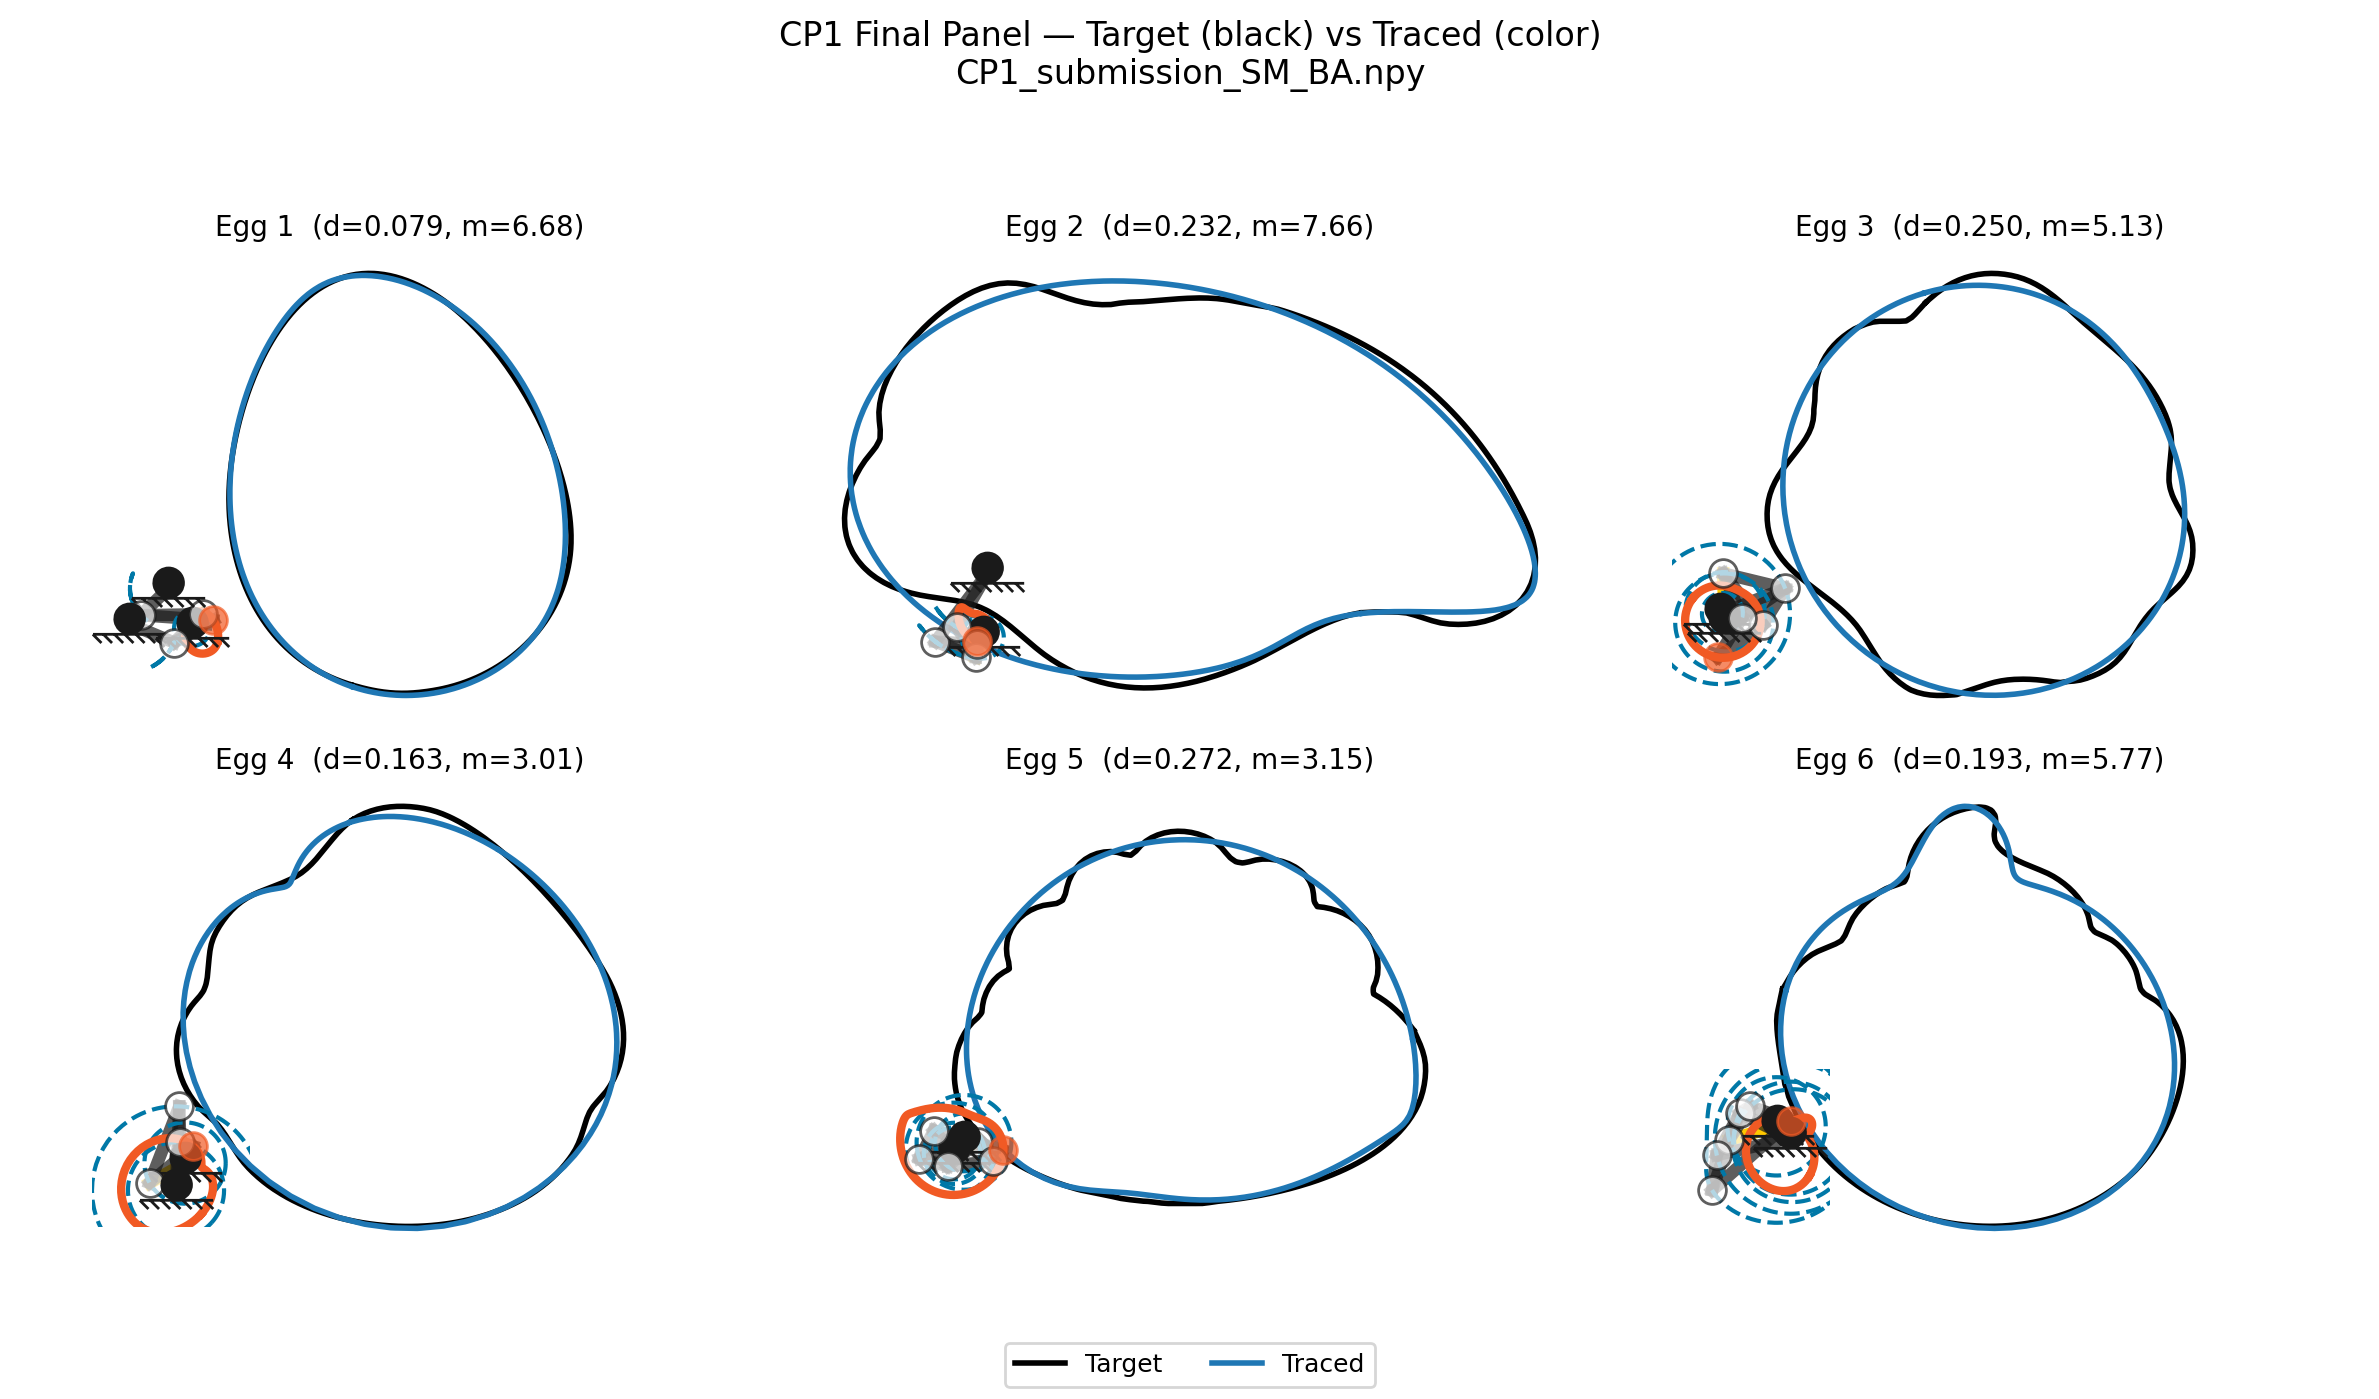 CP1 Final Panel — Target (black) vs Traced (color)
CP1_submission_SM_BA.npy
Egg 1  (d=0.079, m=6.68)
Egg 2  (d=0.232, m=7.66)
Egg 3  (d=0.250, m=5.13)
Egg 4  (d=0.163, m=3.01)
Egg 5  (d=0.272, m=3.15)
Egg 6  (d=0.193, m=5.77)
Target
Traced